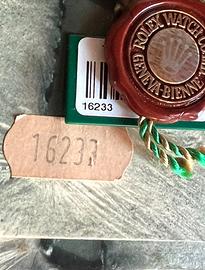 ROLEX WATCH
GENEVA-BIENNE
16233
16233